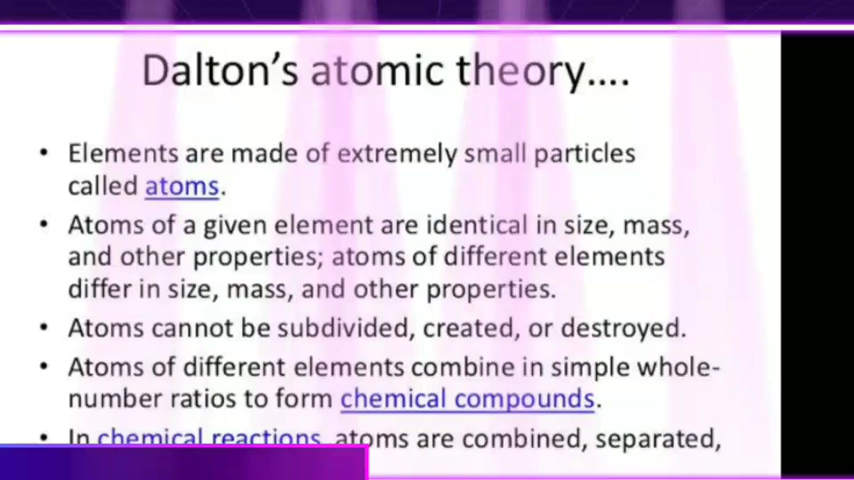 Dalton's atomic theory....
• Elements are made of extremely small particles
called atoms.
• Atoms of a given element are identical in size, mass,
and other properties; atoms of different elements
differ in size, mass, and other properties.
• Atoms cannot be subdivided, created, or destroyed.
• Atoms of different elements combine in simple whole-
number ratios to form chemical compounds.
• In chemical reactions, atoms are combined, separated,